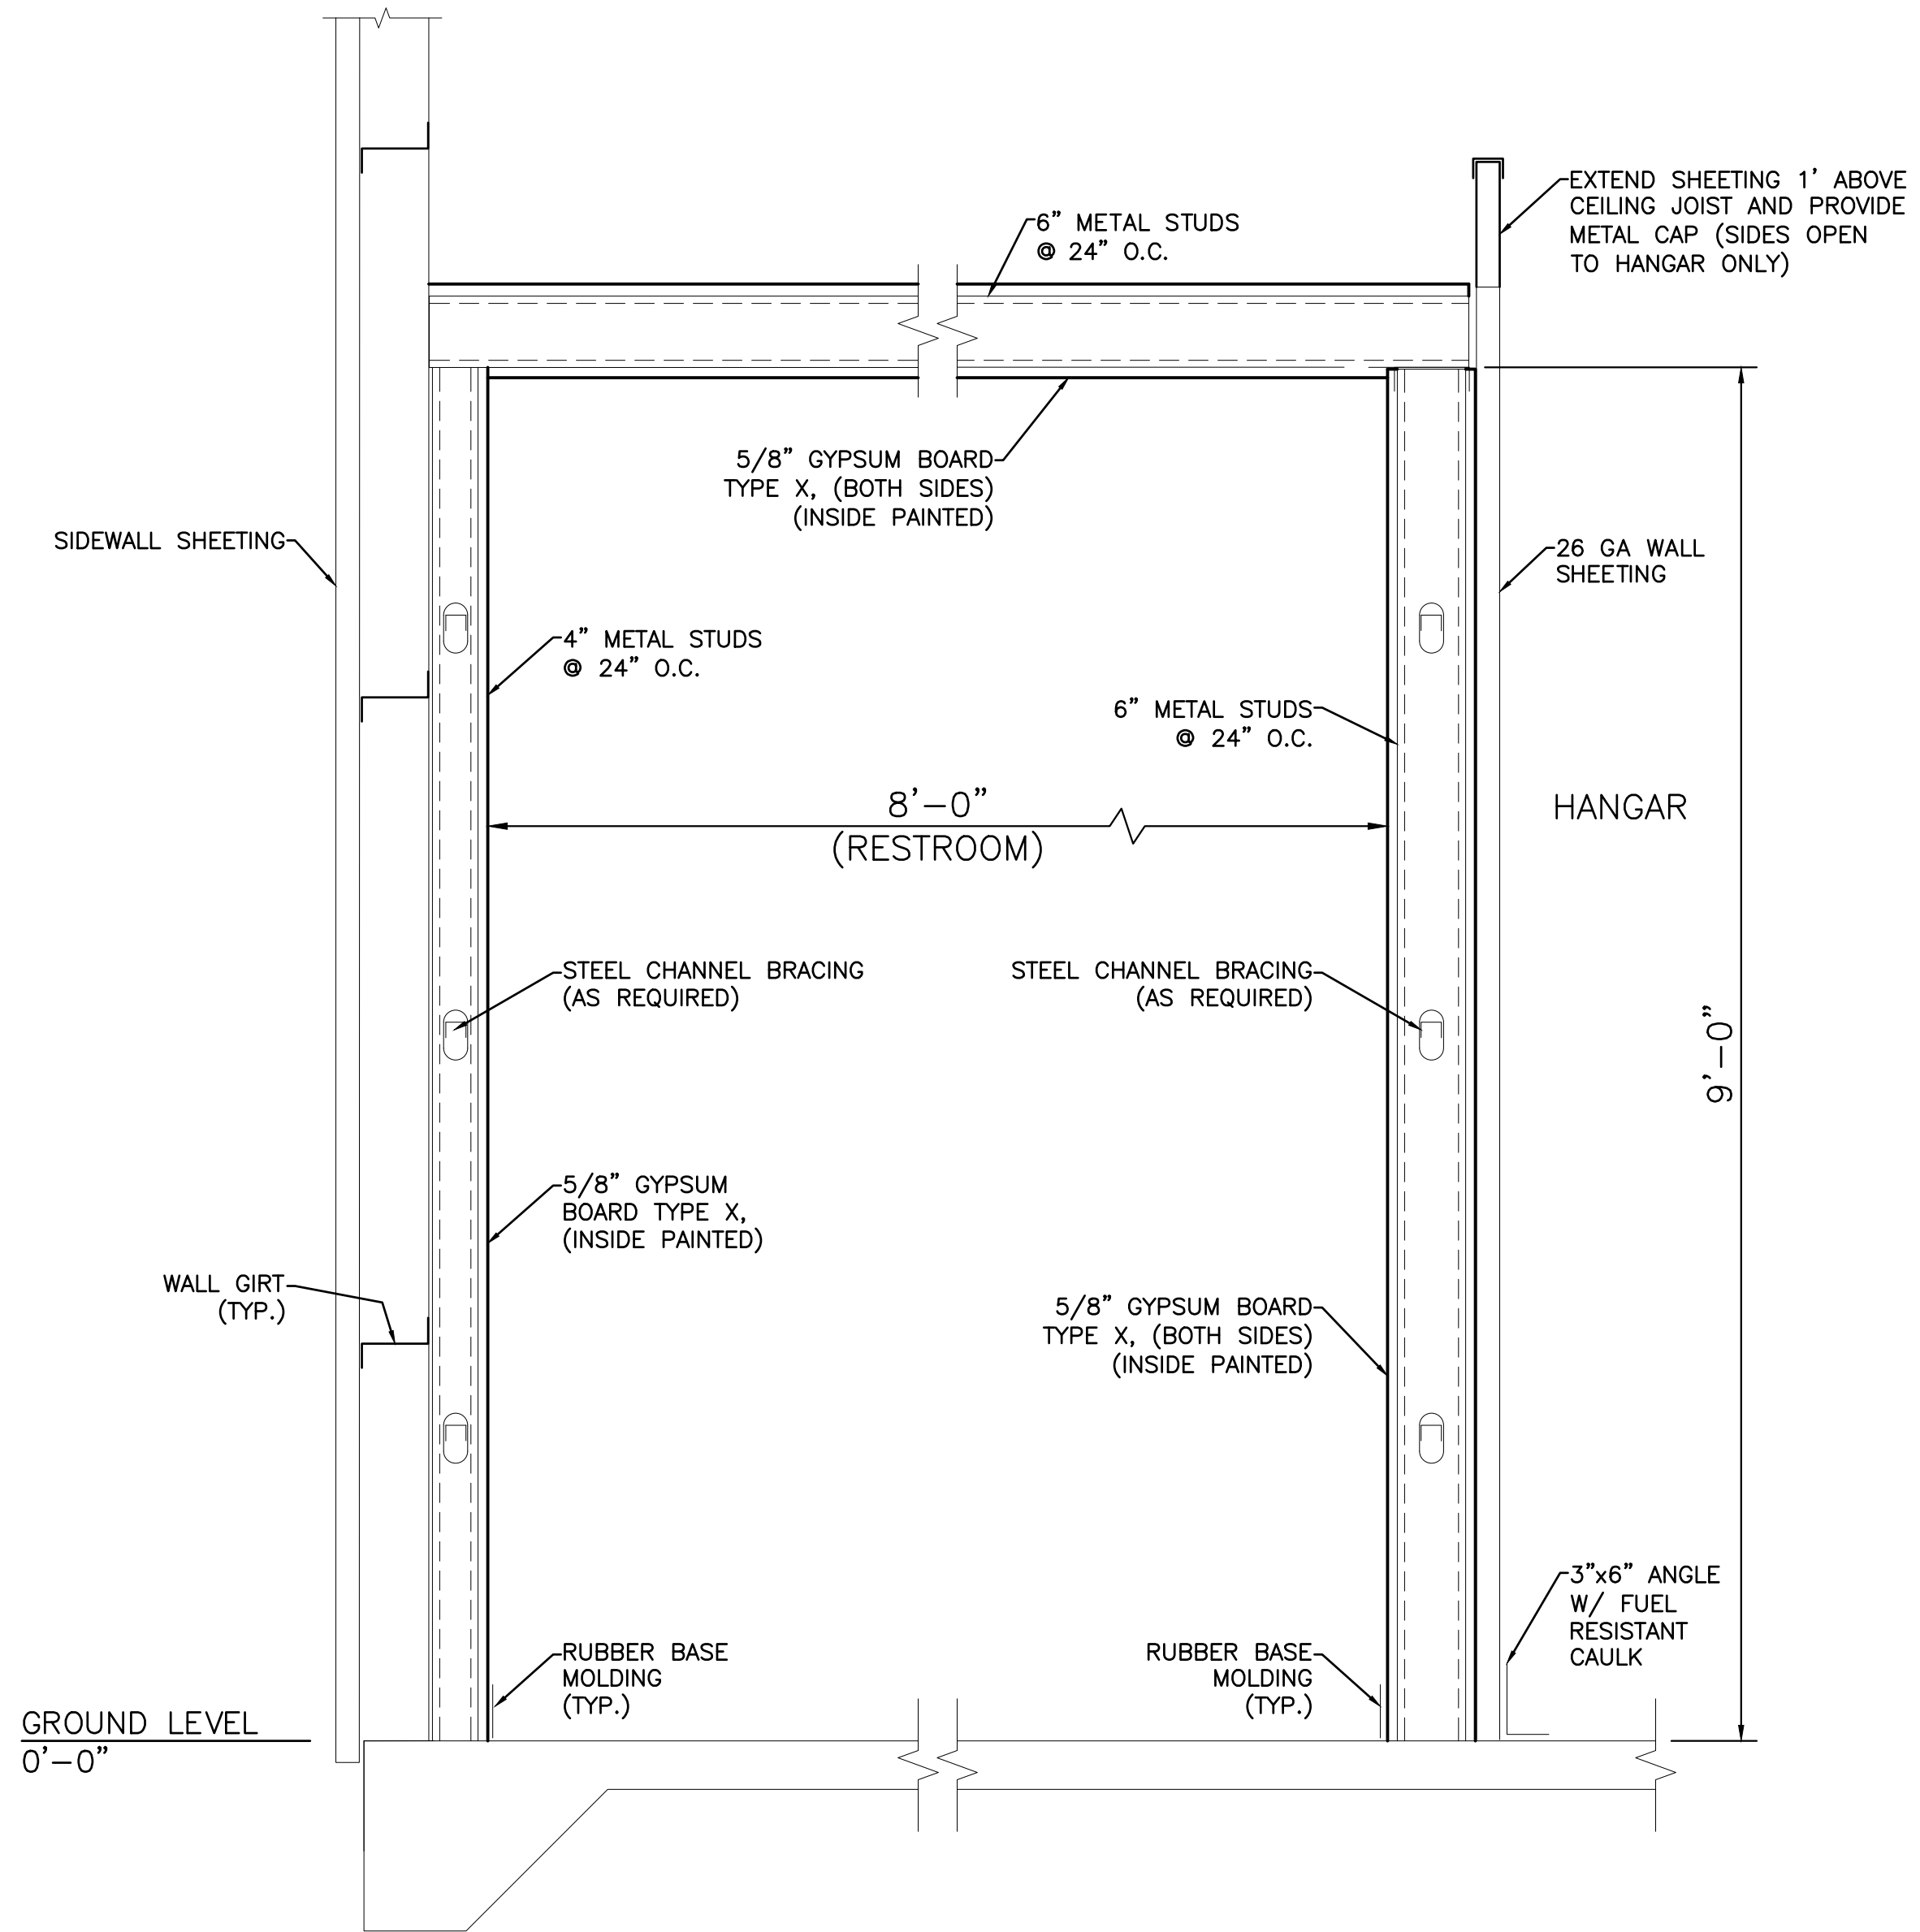 EXTEND SHEETING 1' ABOVE
CEILING JOIST AND PROVIDE
METAL CAP (SIDES OPEN
TO HANGAR ONLY)
6" METAL STUDS
@ 24" O.C.
5/8" GYPSUM BOARD
TYPE X, (BOTH SIDES)
(INSIDE PAINTED)
SIDEWALL SHEETING
26 GA WALL
SHEETING
4" METAL STUDS
@ 24" O.C.
6" METAL STUDS
@ 24" O.C.
8'-0"
(RESTROOM)
HANGAR
STEEL CHANNEL BRACING
(AS REQUIRED)
STEEL CHANNEL BRACING
(AS REQUIRED)
9'-0"
5/8" GYPSUM
BOARD TYPE X,
(INSIDE PAINTED)
WALL GIRT
(TYP.)
5/8" GYPSUM BOARD
TYPE X, (BOTH SIDES)
(INSIDE PAINTED)
3"x6" ANGLE
W/ FUEL
RESISTANT
CAULK
RUBBER BASE
MOLDING
(TYP.)
RUBBER BASE
MOLDING
(TYP.)
GROUND LEVEL
0'-0"